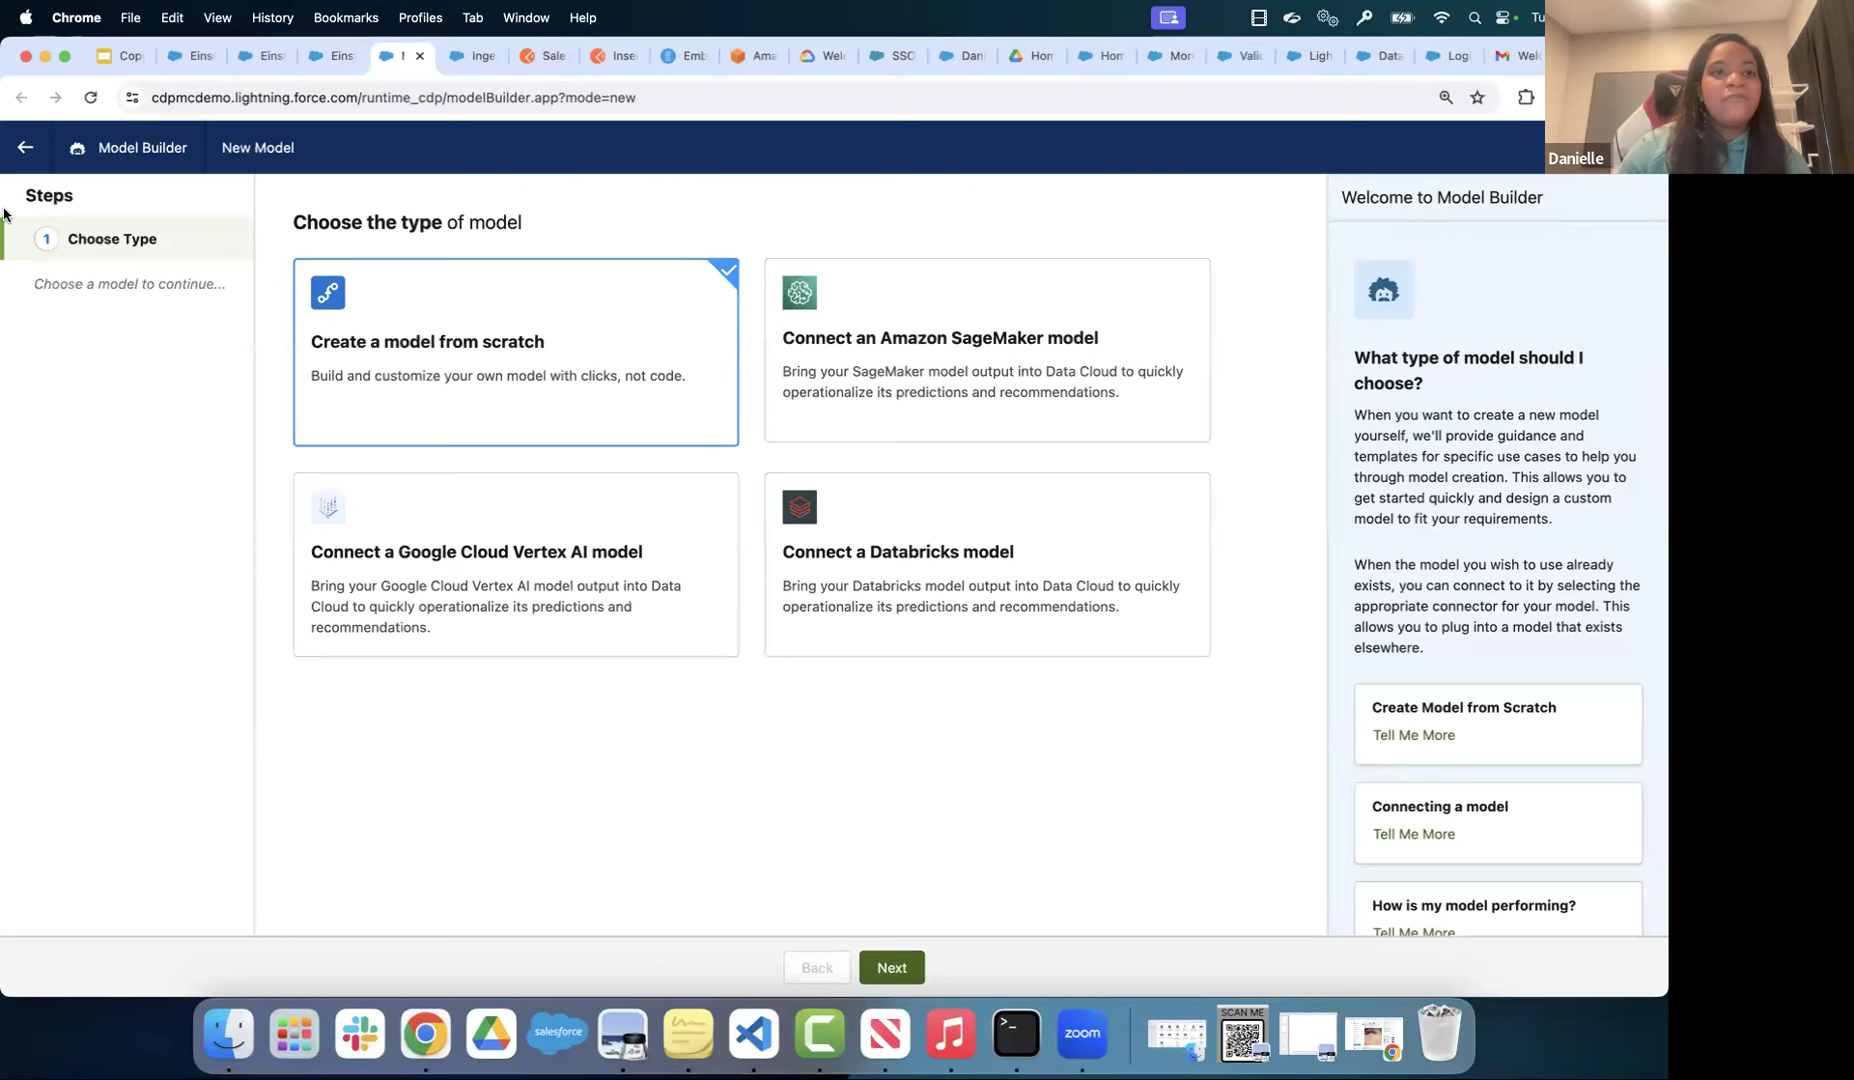 Chrome File Edit View History Bookmarks Profiles Tab Window Help Tu
Copy Eins Eins Eins Inge Sale Inse Emb Ama Welc SSO Dani Hom Hom Mor Vali Ligh Data Logi Welc
cdpmcdemo.lightning.force.com/runtime_cdp/modelBuilder.app?mode=new
Danielle
Model Builder New Model
Steps
1 Choose Type
Choose a model to continue...
Choose the type of model
Create a model from scratch
Build and customize your own model with clicks, not code.
Connect an Amazon SageMaker model
Bring your SageMaker model output into Data Cloud to quickly
operationalize its predictions and recommendations.
Connect a Google Cloud Vertex AI model
Bring your Google Cloud Vertex AI model output into Data
Cloud to quickly operationalize its predictions and
recommendations.
Connect a Databricks model
Bring your Databricks model output into Data Cloud to quickly
operationalize its predictions and recommendations.
Welcome to Model Builder
What type of model should I
choose?
When you want to create a new model
yourself, we'll provide guidance and
templates for specific use cases to help you
through model creation. This allows you to
get started quickly and design a custom
model to fit your requirements.
When the model you wish to use already
exists, you can connect to it by selecting the
appropriate connector for your model. This
allows you to plug into a model that exists
elsewhere.
Create Model from Scratch
Tell Me More
Connecting a model
Tell Me More
How is my model performing?
Tell Me More
Back Next
salesforce
zoom
SCAN ME